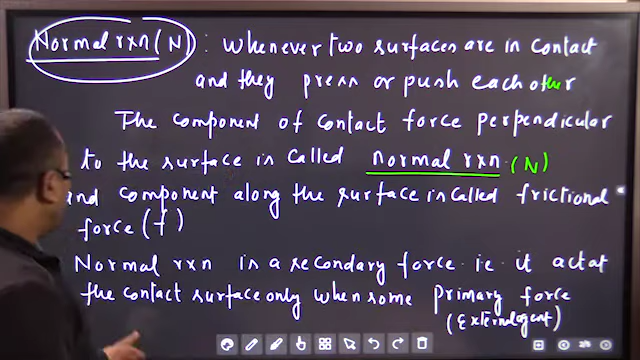 Normal rxn (N) : Whenever two surfaces are in contact
and they press or push each other
The component of contact force perpendicular
to the surface is called normal rxn. (N)
and component along the surface is called frictional
force (f)
Normal rxn is a secondary force i.e. it act at
the contact surface only when some primary force
(External agent)